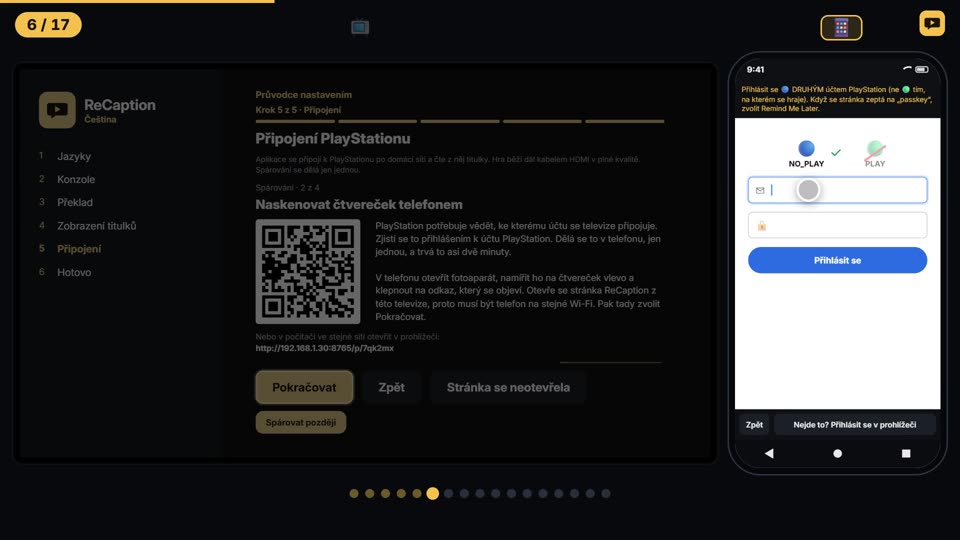 6 / 17
ReCaption
Čeština
1 Jazyky
2 Konzole
3 Překlad
4 Zobrazení titulků
5 Připojení
6 Hotovo
Průvodce nastavením
Krok 5 z 5 · Připojení
Připojení PlayStationu
Aplikace se připojí k PlayStationu po domácí síti a čte z něj titulky. Hra běží dál kabelem HDMI v plné kvalitě.
Spárování se dělá jen jednou.
Spárování · 2 z 4
Naskenovat čtvereček telefonem
PlayStation potřebuje vědět, ke kterému účtu se televize připojuje.
Zjistí se to přihlášením k účtu PlayStation. Dělá se to v telefonu, jen
jednou, a trvá to asi dvě minuty.
V telefonu otevřít fotoaparát, namířit ho na čtvereček vlevo a
klepnout na odkaz, který se objeví. Otevře se stránka ReCaption z
této televize, proto musí být telefon na stejné Wi-Fi. Pak tady zvolit
Pokračovat.
Nebo v počítači ve stejné síti otevřít v prohlížeči:
http://192.168.1.30:8765/p/7qk2mx
Pokračovat
Zpět
Stránka se neotevřela
Spárovat později
9:41
Přihlásit se DRUHÝM účtem PlayStation (ne tím,
na kterém se hraje). Když se stránka zeptá na „passkey“,
zvolit Remind Me Later.
NO_PLAY
PLAY
Přihlásit se
Zpět
Nejde to? Přihlásit se v prohlížeči